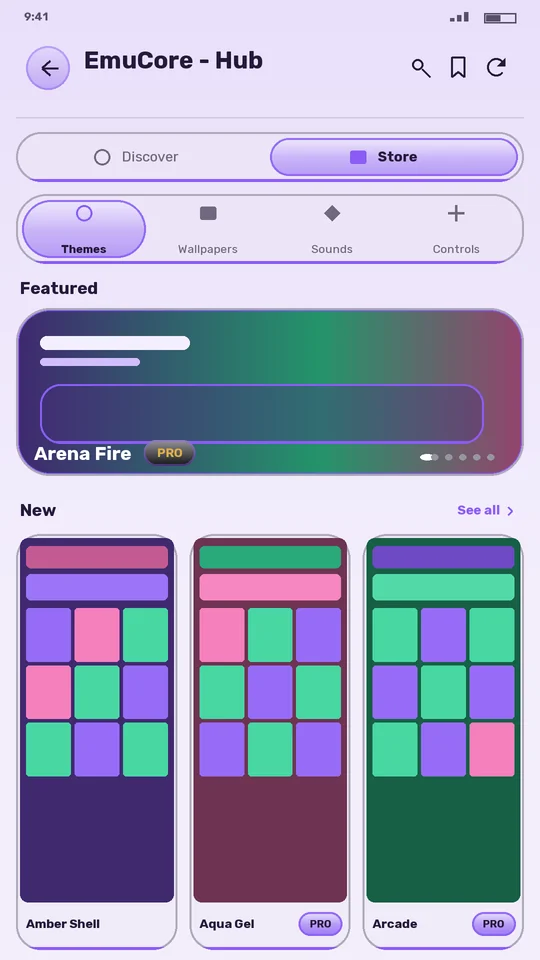 9:41
EmuCore - Hub
Discover
Store
Themes
Wallpapers
Sounds
Controls
Featured
Arena Fire
PRO
New
See all
Amber Shell
Aqua Gel
PRO
Arcade
PRO